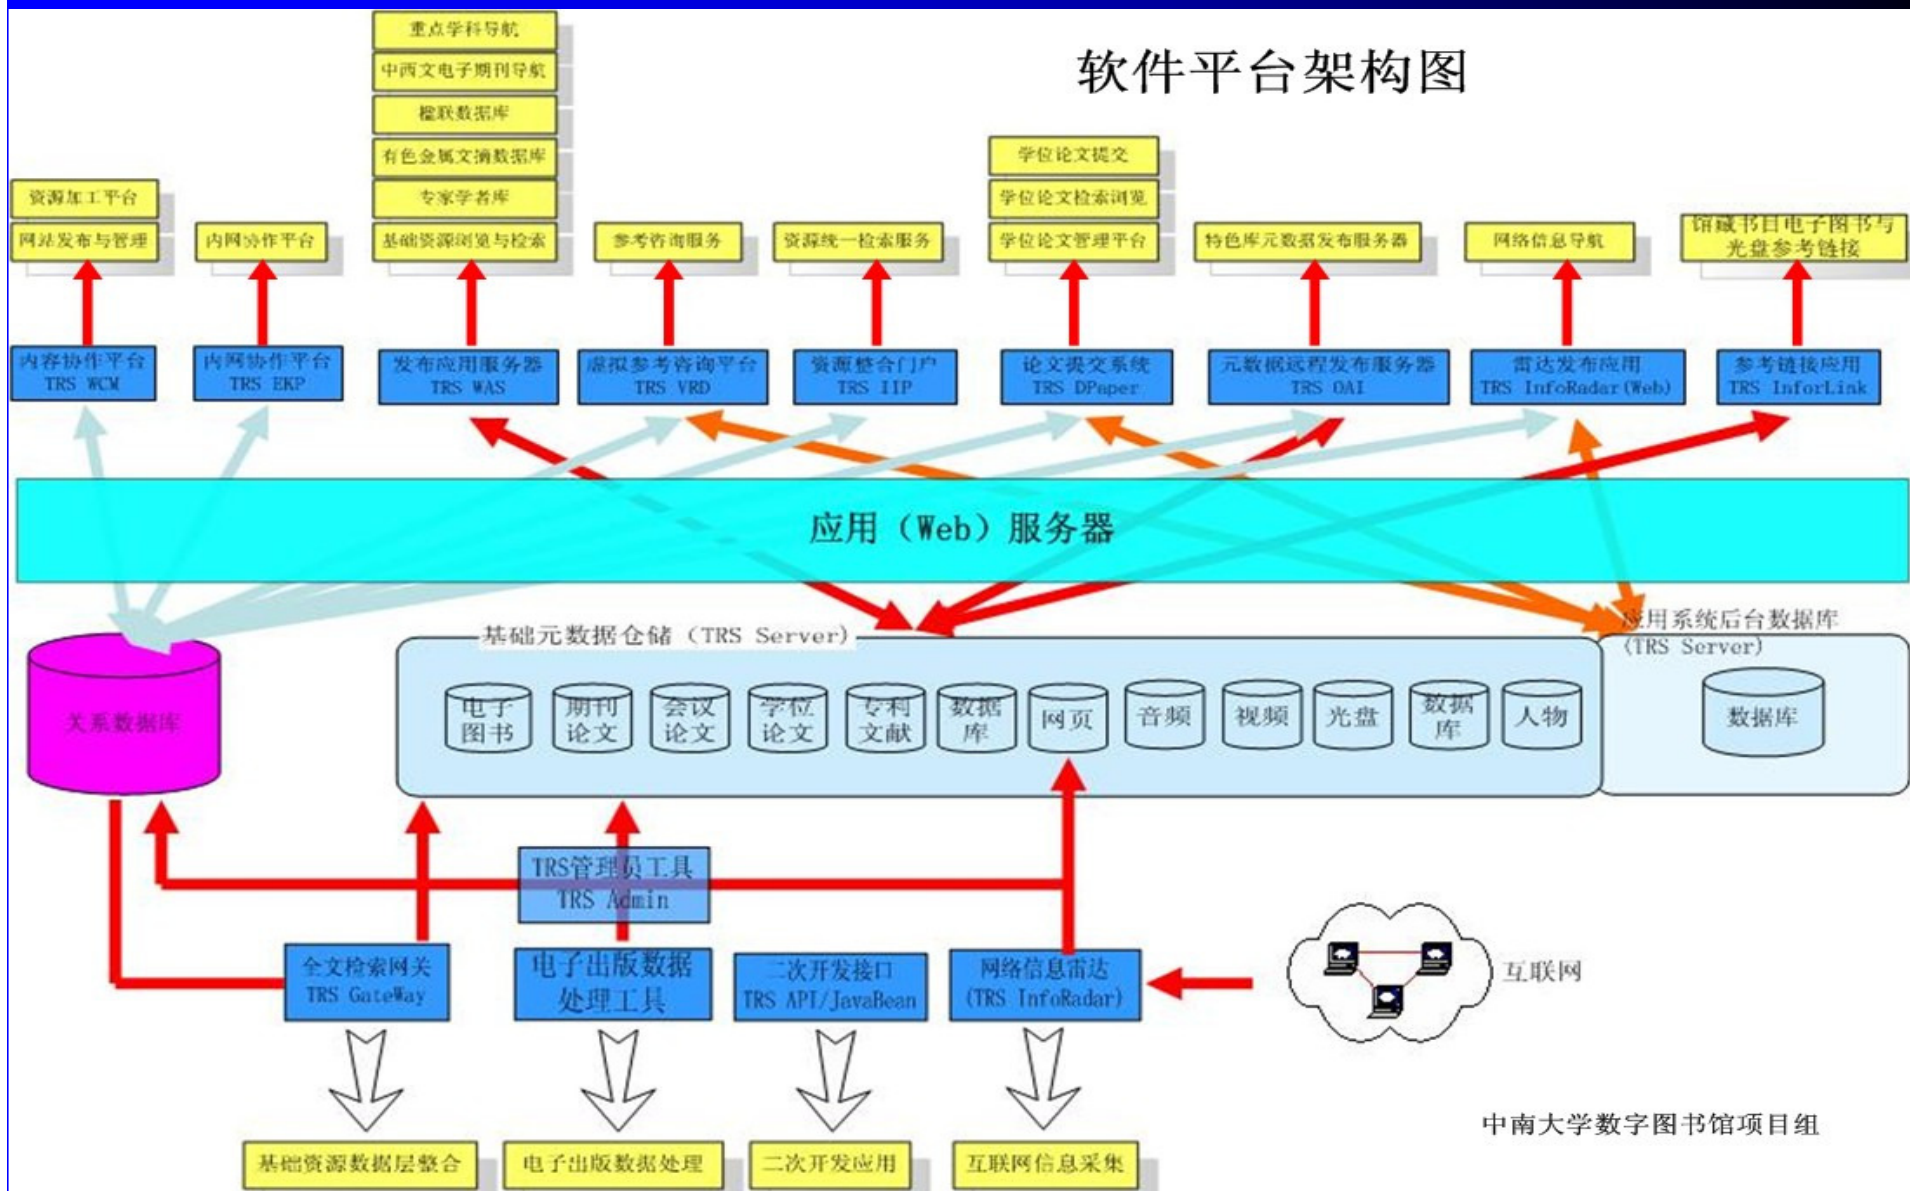 软件平台架构图
重点学科导航
中西文电子期刊导航
楹联数据库
有色金属文摘数据库
专家学者库
基础资源浏览与检索
资源加工平台
网站发布与管理
内网协作平台
参考咨询服务
资源统一检索服务
学位论文提交
学位论文检索浏览
学位论文管理平台
特色库元数据发布服务器
网络信息导航
馆藏书目电子图书与
光盘参考链接
内容协作平台
TRS WCM
内网协作平台
TRS EKP
发布应用服务器
TRS WAS
虚拟参考咨询平台
TRS VRD
资源整合门户
TRS IIP
论文提交系统
TRS DPaper
元数据远程发布服务器
TRS OAI
雷达发布应用
TRS InfoRadar(Web)
参考链接应用
TRS InforLink
应用（Web）服务器
基础元数据仓储（TRS Server)
应用系统后台数据库
(TRS Server)
关系数据库
电子
图书
期刊
论文
会议
论文
学位
论文
专利
文献
数据
库
网页
音频
视频
光盘
数据
库
人物
数据库
TRS管理员工具
TRS Admin
全文检索网关
TRS GateWay
电子出版数据
处理工具
二次开发接口
TRS API/JavaBean
网络信息雷达
(TRS InfoRadar)
互联网
基础资源数据层整合
电子出版数据处理
二次开发应用
互联网信息采集
中南大学数字图书馆项目组